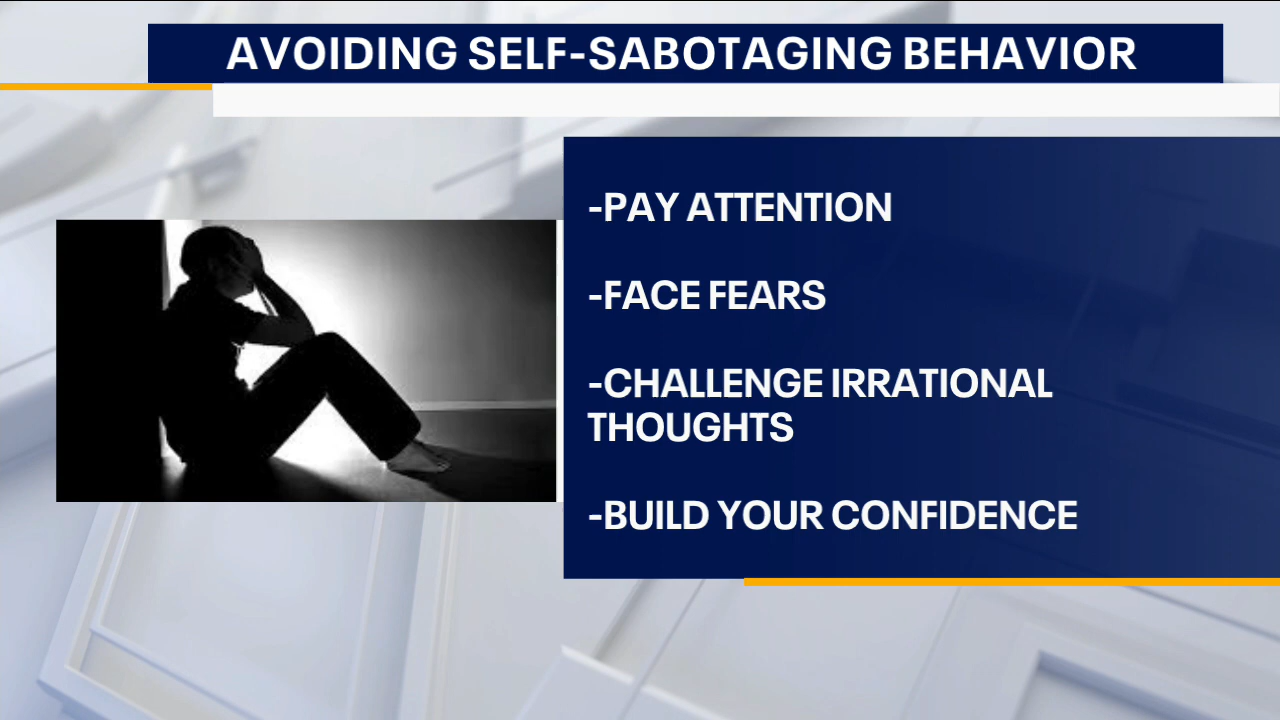 AVOIDING SELF-SABOTAGING BEHAVIOR
-PAY ATTENTION
-FACE FEARS
-CHALLENGE IRRATIONAL
THOUGHTS
-BUILD YOUR CONFIDENCE